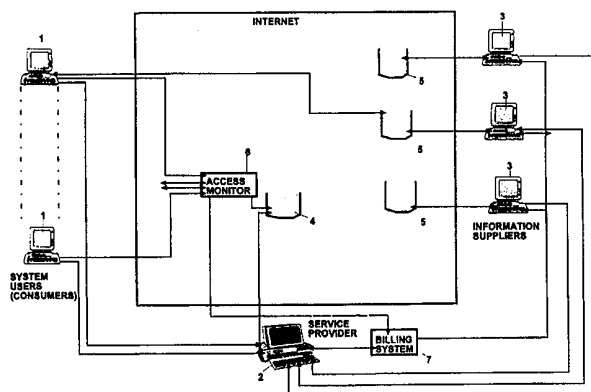 INTERNET
1
3
5
3
5
6
ACCESS
MONITOR
3
4
5
INFORMATION
SUPPLIERS
1
SYSTEM
USERS
(CONSUMERS)
SERVICE
PROVIDER
BILLING
SYSTEM
2
7